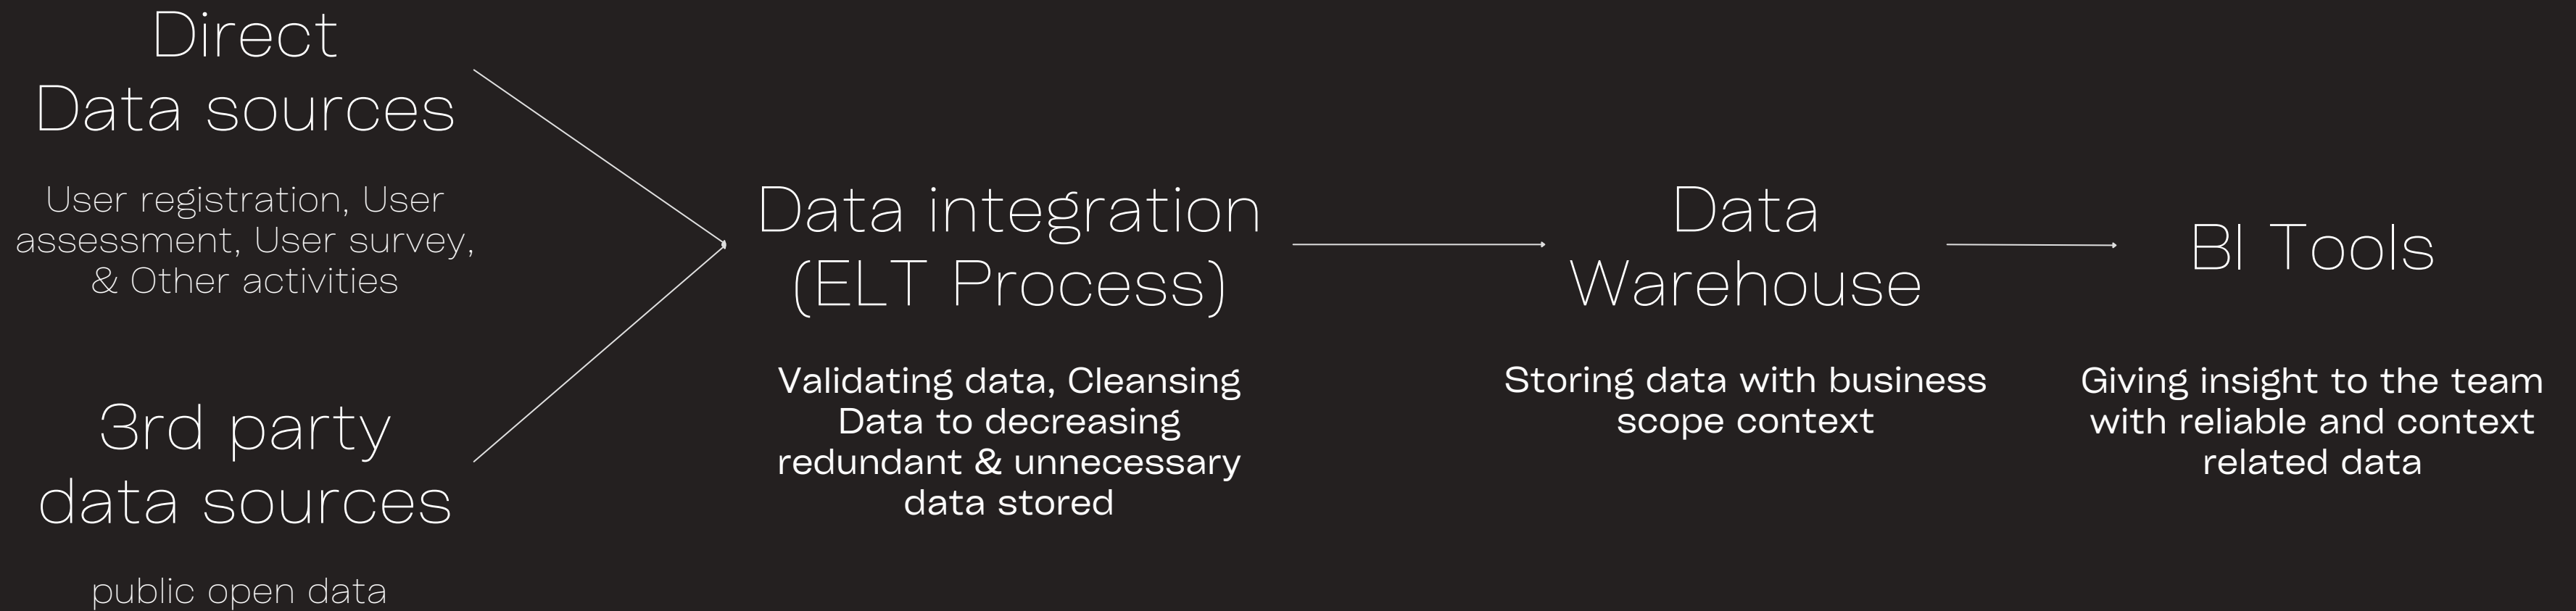 Direct
Data sources
User registration, User
assessment, User survey,
& Other activities
3rd party
data sources
public open data
Data integration
(ELT Process)
Validating data, Cleansing
Data to decreasing
redundant & unnecessary
data stored
Data
Warehouse
Storing data with business
scope context
BI Tools
Giving insight to the team
with reliable and context
related data